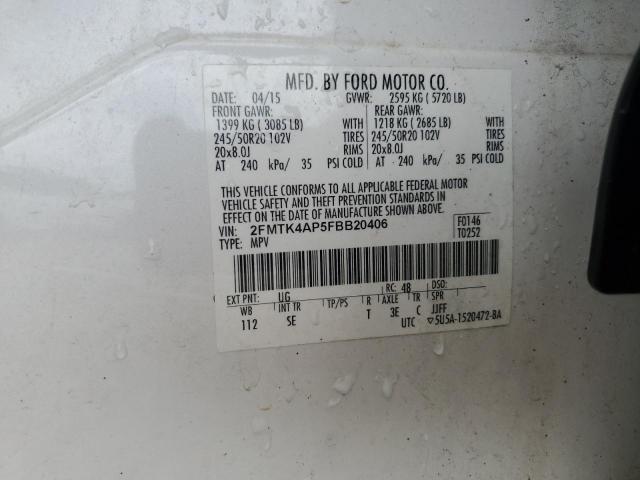 MFD. BY FORD MOTOR CO.
DATE: 04/15 GVWR: 2595 KG ( 5720 LB)
FRONT GAWR: REAR GAWR:
1399 KG ( 3085 LB) WITH 1218 KG ( 2685 LB) WITH
245/50R20 102V TIRES 245/50R20 102V TIRES
20x8.0J RIMS 20x8.0J RIMS
AT 240 kPa/ 35 PSI COLD AT 240 kPa/ 35 PSI COLD
THIS VEHICLE CONFORMS TO ALL APPLICABLE FEDERAL MOTOR
VEHICLE SAFETY AND THEFT PREVENTION STANDARDS IN
EFFECT ON THE DATE OF MANUFACTURE SHOWN ABOVE.
VIN: 2FMTK4AP5FBB20406 F0146
TYPE: MPV T0252
EXT PNT: UG RC: 48 DSO:
WB INT TR TP/PS R AXLE TR SPR
112 SE T 3E C JJFF
UTC ▽5U5A-1520472-BA